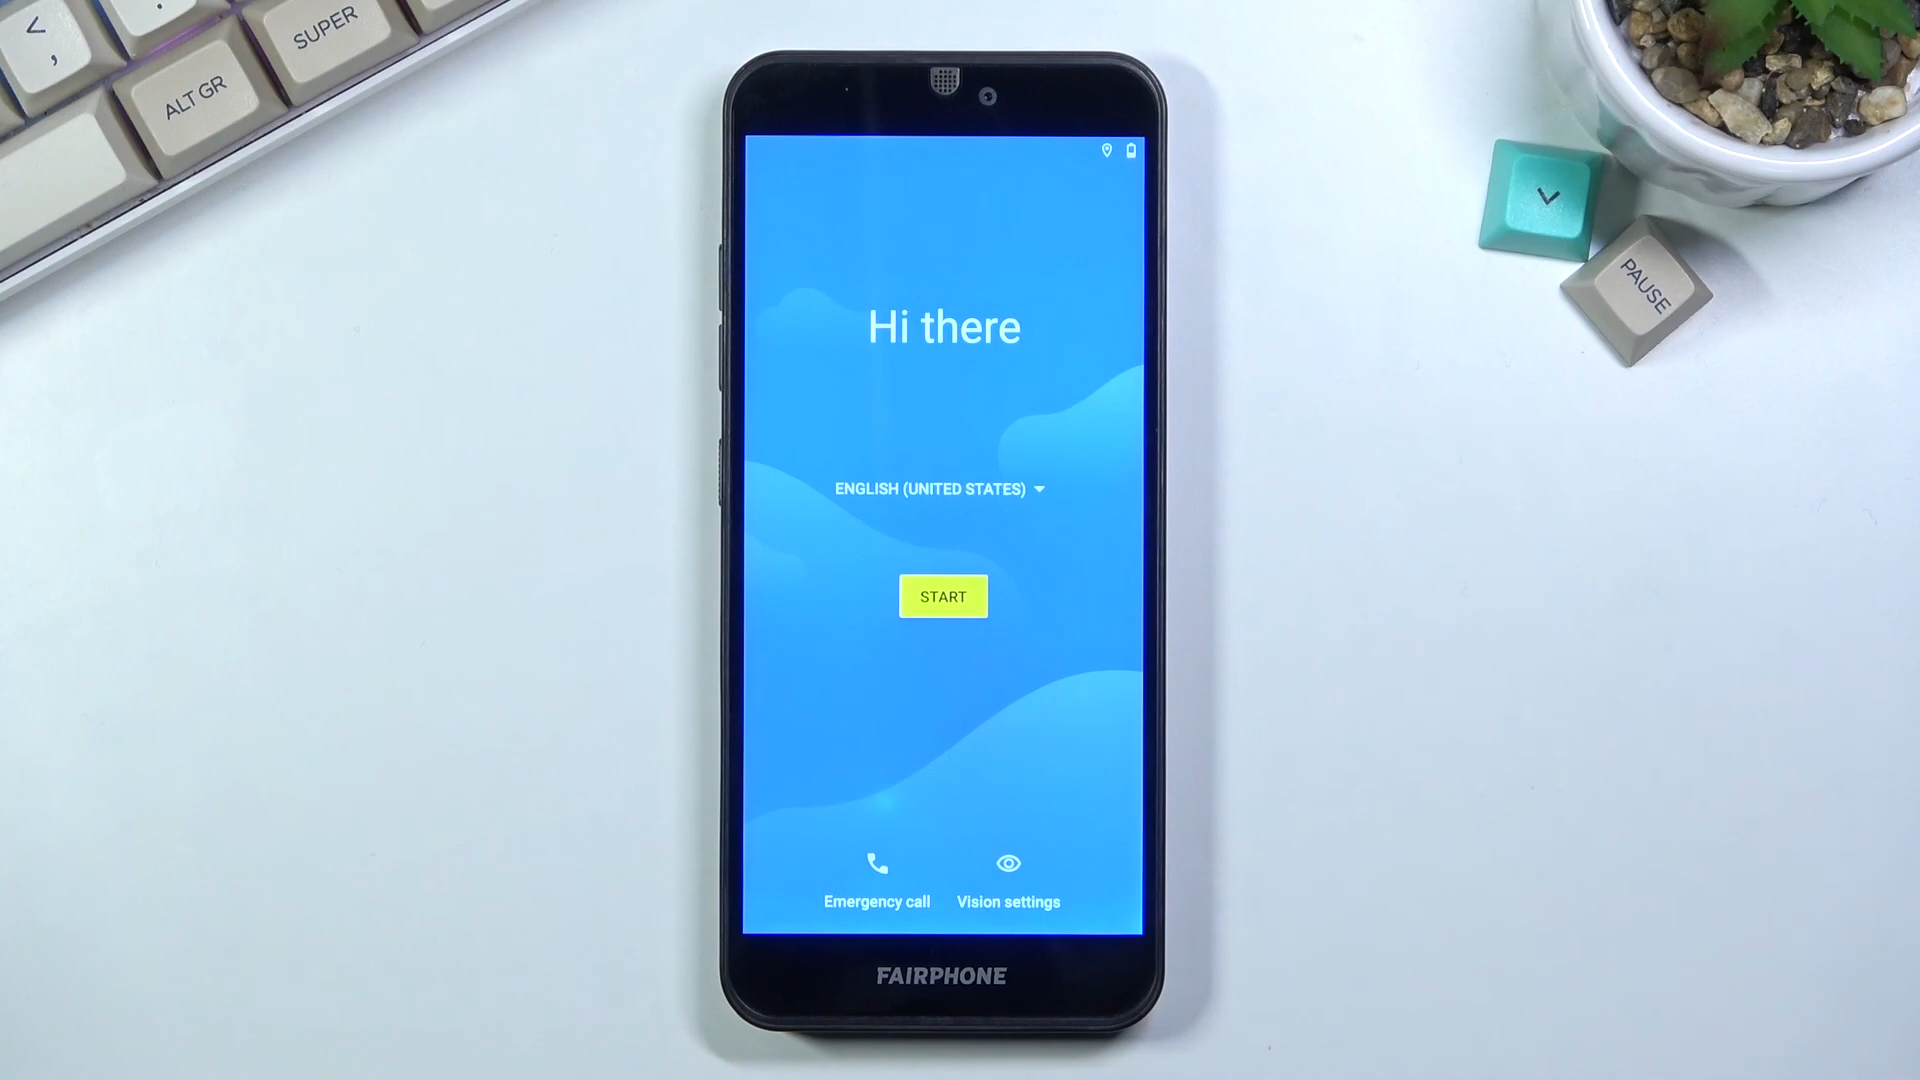 <
,
ALT GR
SUPER
PAUSE
Hi there
ENGLISH (UNITED STATES)
START
Emergency call
Vision settings
FAIRPHONE